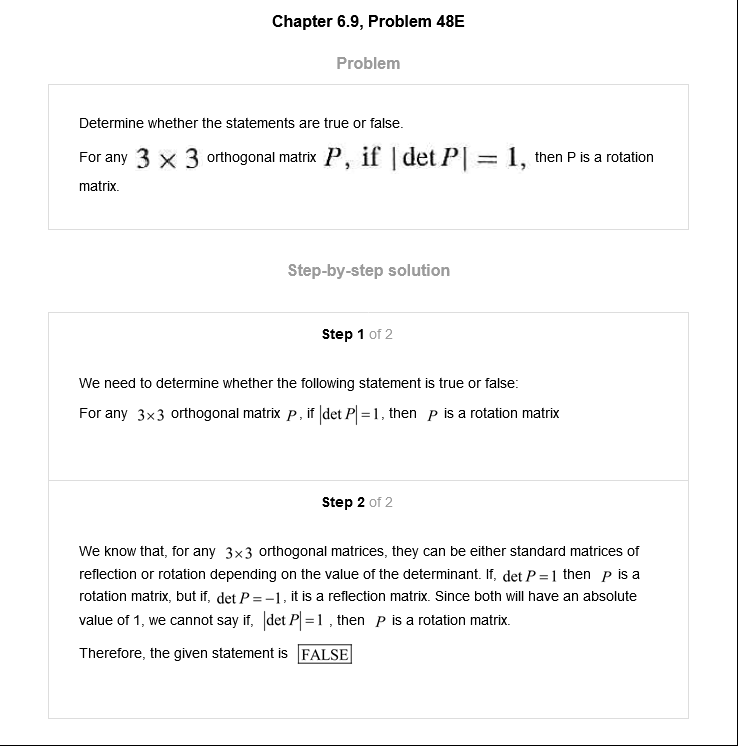 Chapter 6.9, Problem 48E
Problem
Determine whether the statements are true or false.
For any 3 × 3 orthogonal matrix P, if |det P| = 1, then P is a rotation
matrix.
Step-by-step solution
Step 1 of 2
We need to determine whether the following statement is true or false:
For any 3×3 orthogonal matrix P, if |det P|=1, then P is a rotation matrix
Step 2 of 2
We know that, for any 3×3 orthogonal matrices, they can be either standard matrices of
reflection or rotation depending on the value of the determinant. If, det P=1 then P is a
rotation matrix, but if, det P=−1, it is a reflection matrix. Since both will have an absolute
value of 1, we cannot say if, |det P|=1 , then P is a rotation matrix.
Therefore, the given statement is FALSE